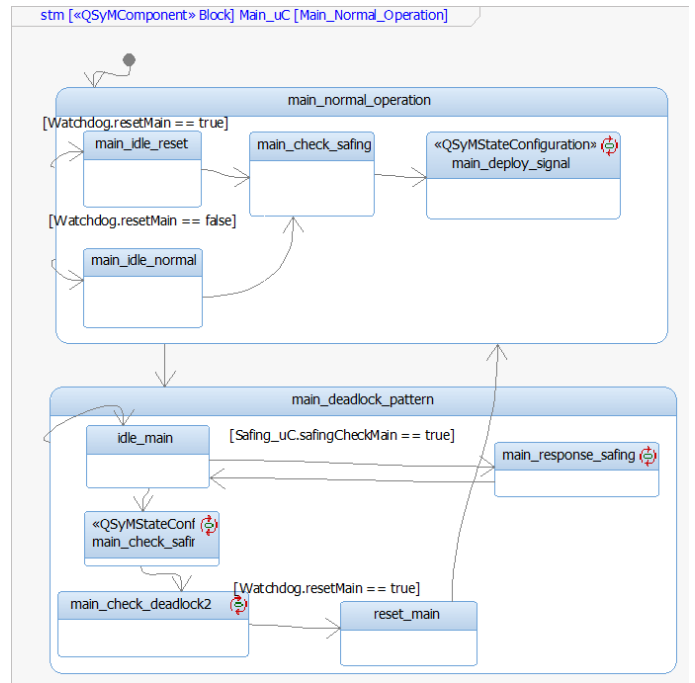 stm [«QSyMComponent» Block] Main_uC [Main_Normal_Operation]
main_normal_operation
[Watchdog.resetMain == true]
main_idle_reset
main_check_safing
«QSyMStateConfiguration»
main_deploy_signal
[Watchdog.resetMain == false]
main_idle_normal
main_deadlock_pattern
idle_main
[Safing_uC.safingCheckMain == true]
main_response_safing
«QSyMStateConf
main_check_safir
[Watchdog.resetMain == true]
main_check_deadlock2
reset_main